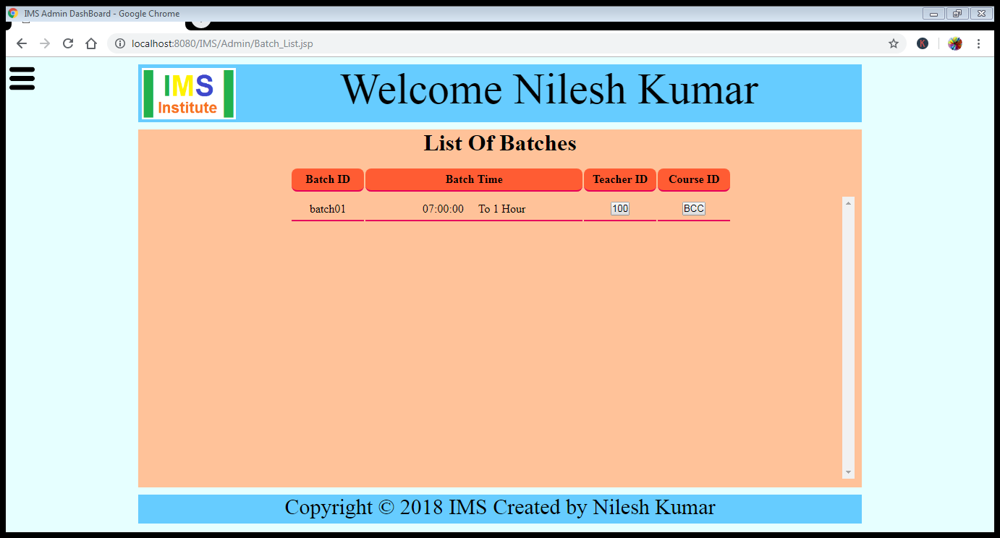 IMS Admin DashBoard - Google Chrome
localhost:8080/IMS/Admin/Batch_List.jsp
K
IMS
Institute
Welcome Nilesh Kumar
List Of Batches
Batch ID Batch Time Teacher ID Course ID
batch01 07:00:00 To 1 Hour 100 BCC
Copyright © 2018 IMS Created by Nilesh Kumar